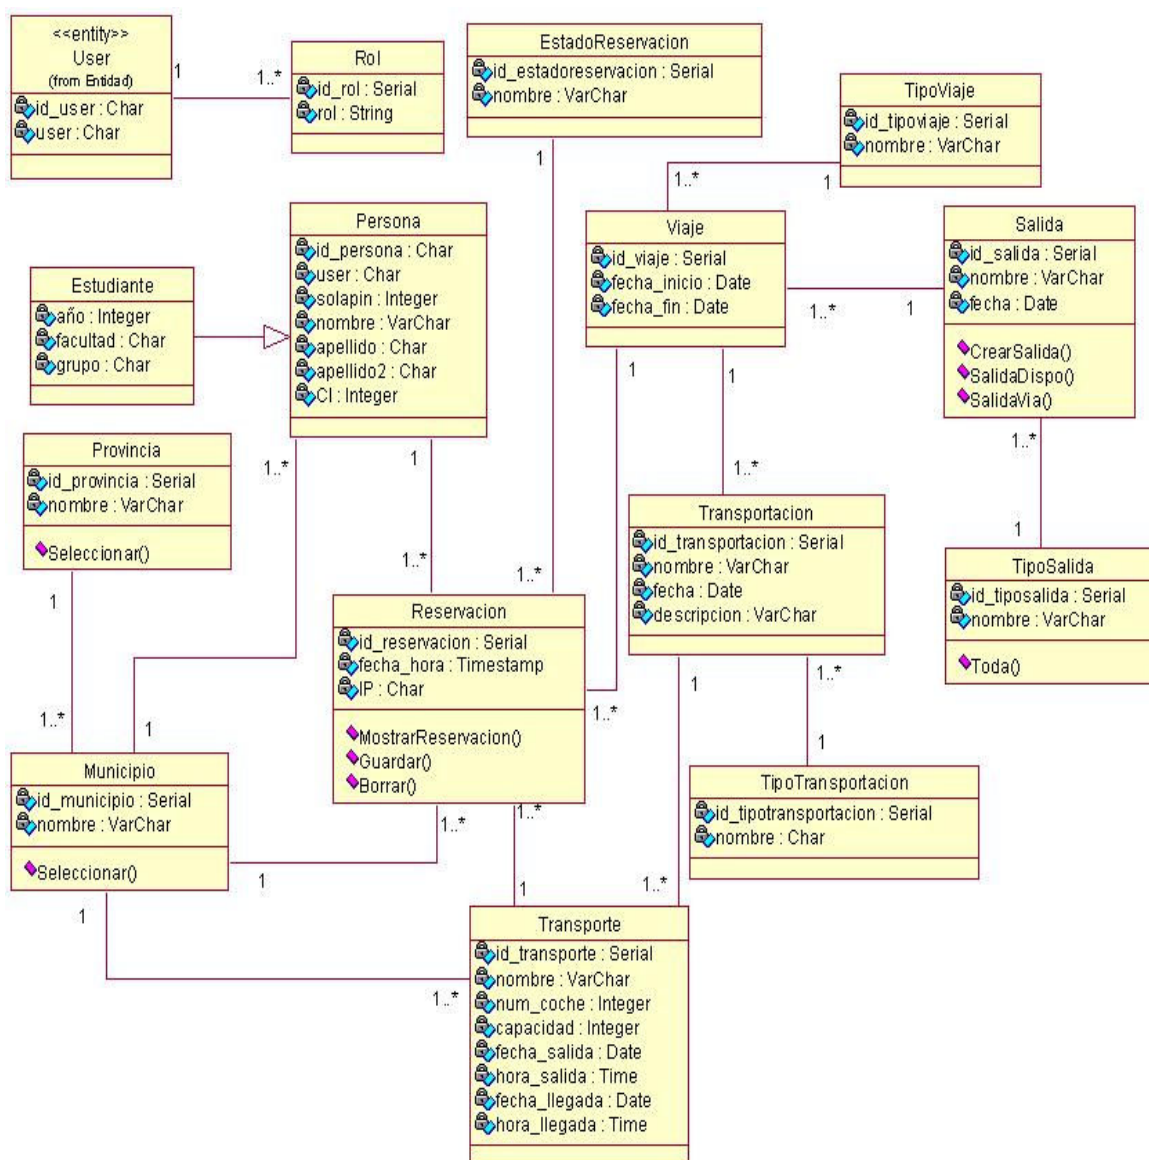 <<entity>>
User
(from Entidad)
id_user : Char
user : Char
1
1..*
Rol
id_rol : Serial
rol : String
EstadoReservacion
id_estadoreservacion : Serial
nombre : VarChar
1
TipoViaje
id_tipoviaje : Serial
nombre : VarChar
1..*
1
Persona
id_persona : Char
user : Char
solapin : Integer
nombre : VarChar
apellido : Char
apellido2 : Char
CI : Integer
Viaje
id_viaje : Serial
fecha_inicio : Date
fecha_fin : Date
1..*
1
Salida
id_salida : Serial
nombre : VarChar
fecha : Date
CrearSalida()
SalidaDispo()
SalidaVia()
Estudiante
año : Integer
facultad : Char
grupo : Char
1
1
1..*
1
Provincia
id_provincia : Serial
nombre : VarChar
Seleccionar()
1..*
1
1..*
1
1..*
1..*
Transportacion
id_transportacion : Serial
nombre : VarChar
fecha : Date
descripcion : VarChar
TipoSalida
id_tiposalida : Serial
nombre : VarChar
Toda()
1
Reservacion
id_reservacion : Serial
fecha_hora : Timestamp
IP : Char
MostrarReservacion()
Guardar()
Borrar()
1..*
1
1..*
1..*
1
1
Municipio
id_municipio : Serial
nombre : VarChar
Seleccionar()
TipoTransportacion
id_tipotransportacion : Serial
nombre : Char
1..*
1..*
1
1
1..*
1
1..*
Transporte
id_transporte : Serial
nombre : VarChar
num_coche : Integer
capacidad : Integer
fecha_salida : Date
hora_salida : Time
fecha_llegada : Date
hora_llegada : Time